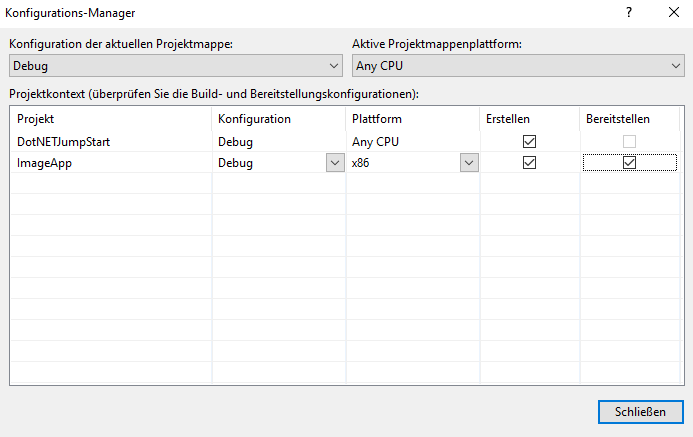 Konfigurations-Manager ?
Konfiguration der aktuellen Projektmappe: Aktive Projektmappenplattform:
Debug Any CPU
Projektkontext (überprüfen Sie die Build- und Bereitstellungskonfigurationen):
Projekt Konfiguration Plattform Erstellen Bereitstellen
DotNETJumpStart Debug Any CPU
ImageApp Debug x86
Schließen